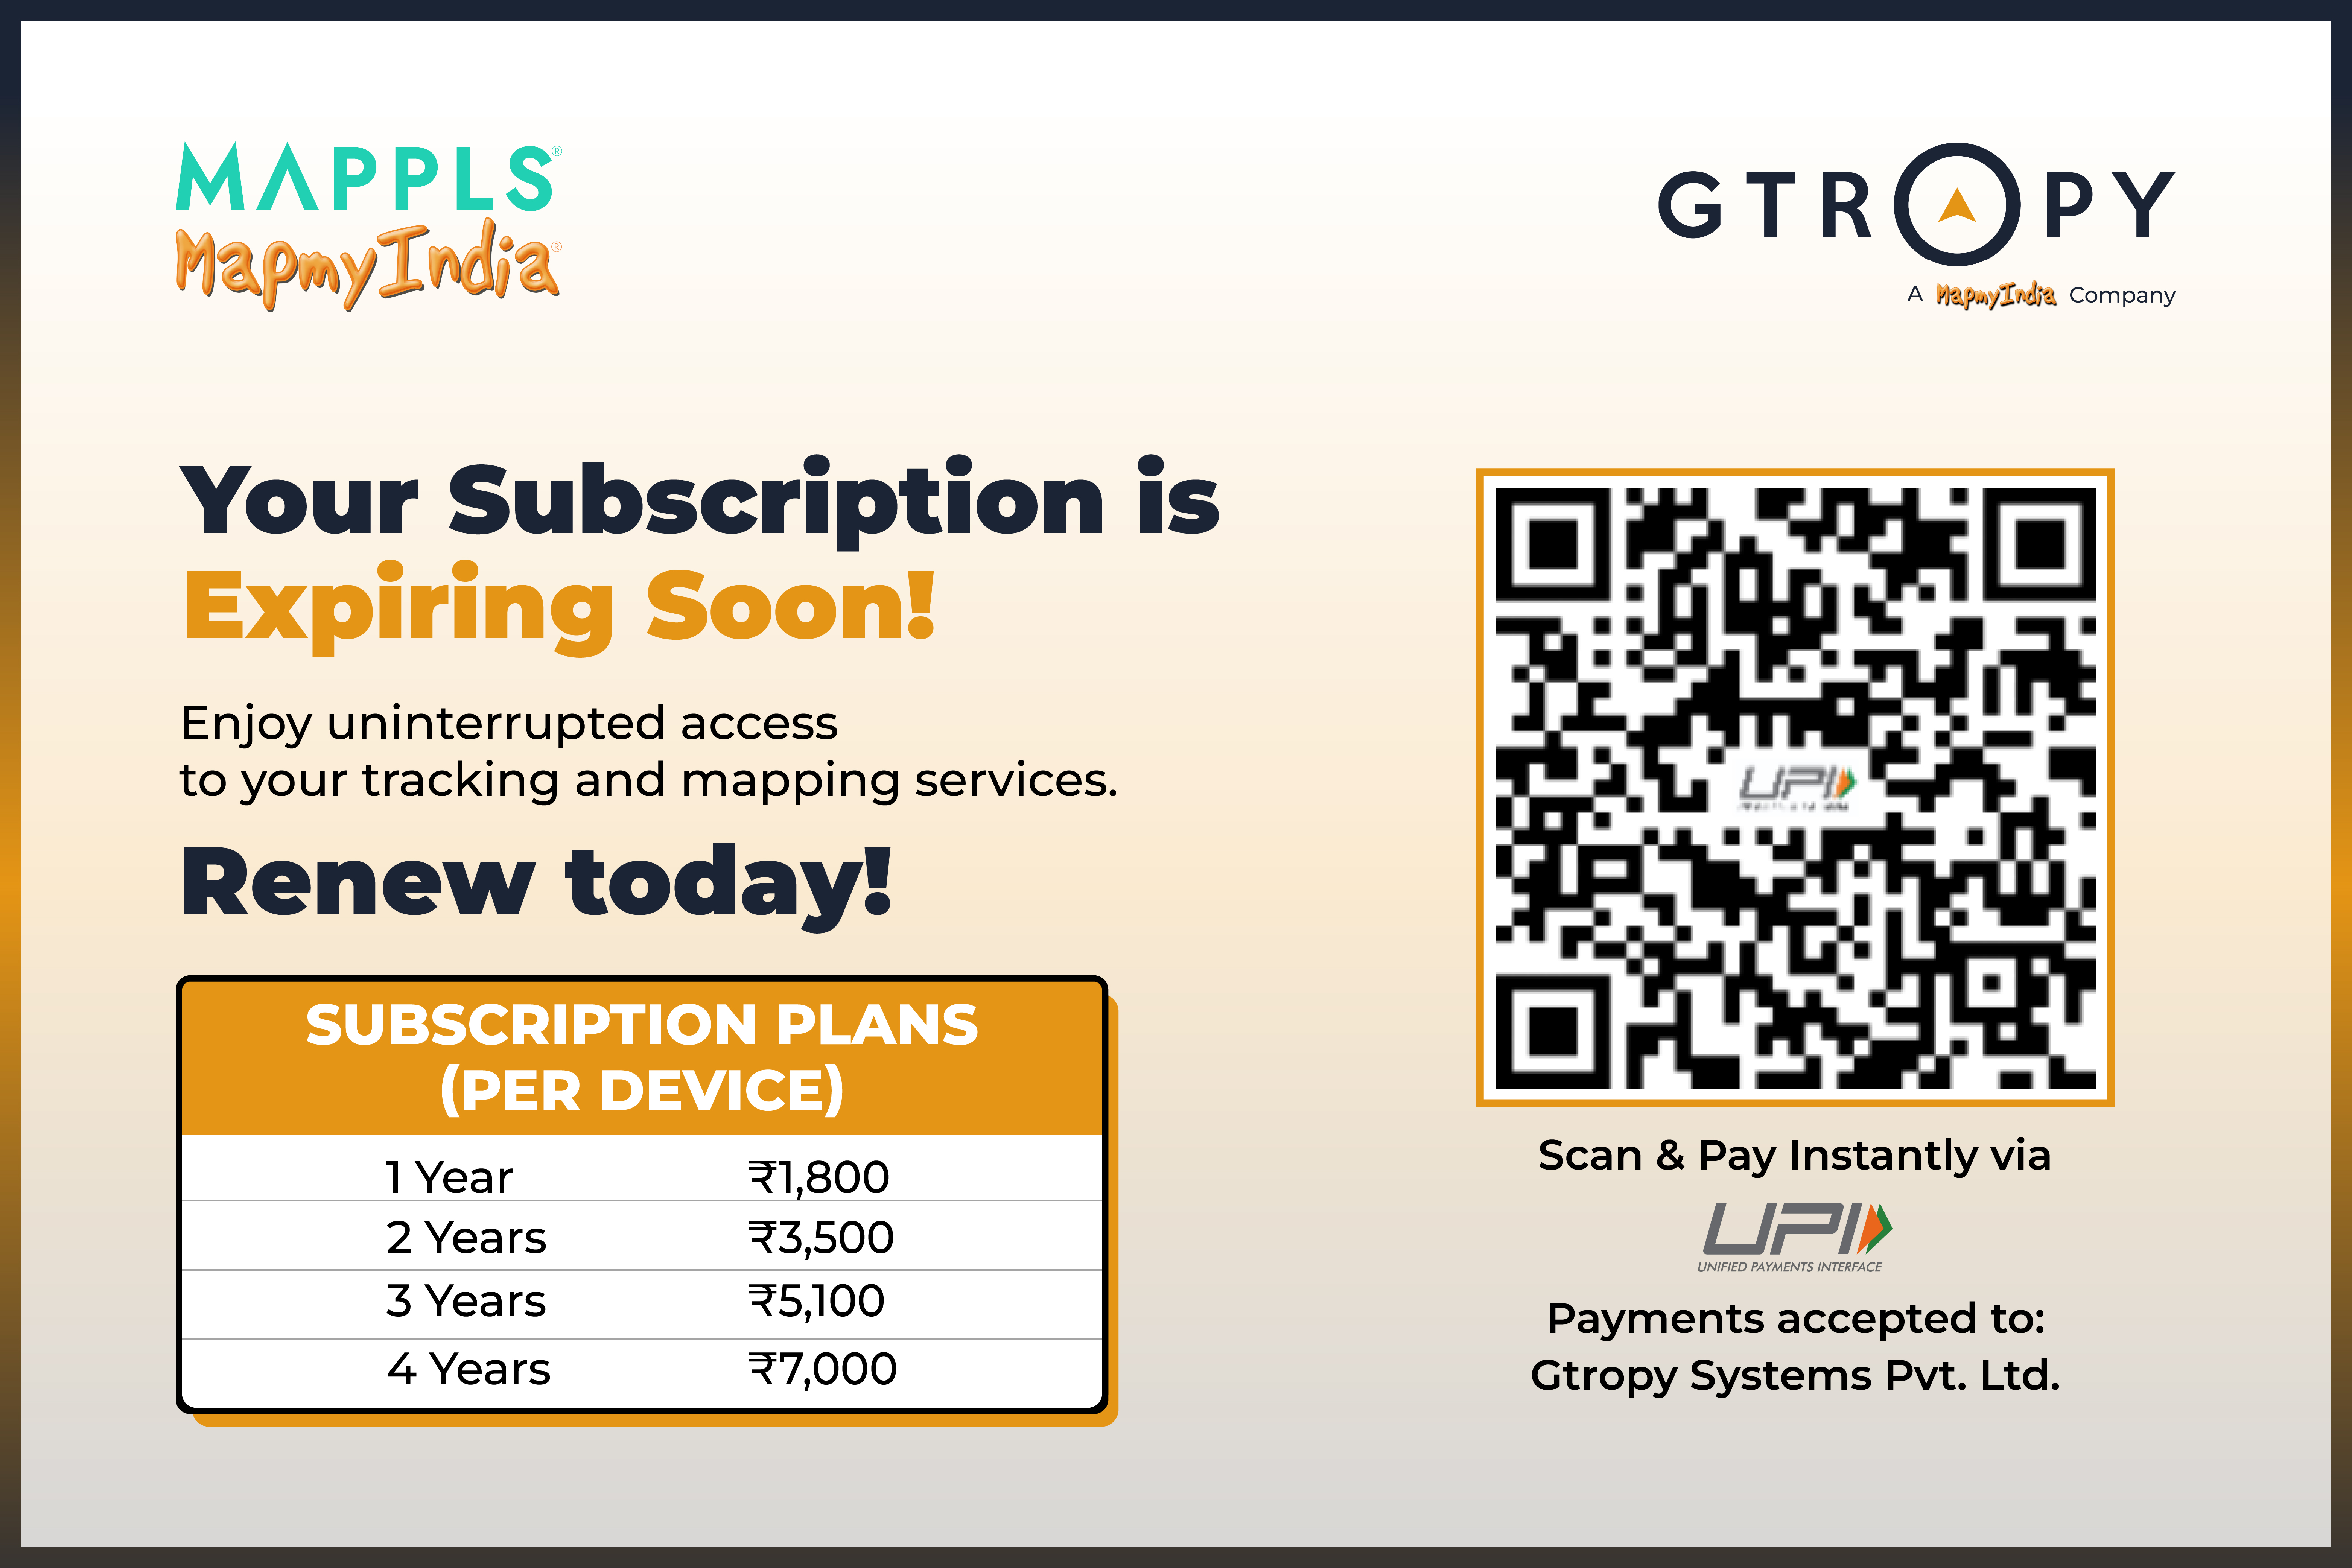 MAPPLS®
MapmyIndia®
GTROPY
A MapmyIndia Company
Your Subscription is
Expiring Soon!
Enjoy uninterrupted access
to your tracking and mapping services.
Renew today!
SUBSCRIPTION PLANS
(PER DEVICE)
1 Year ₹1,800
2 Years ₹3,500
3 Years ₹5,100
4 Years ₹7,000
UPI
Scan & Pay Instantly via
UPI
UNIFIED PAYMENTS INTERFACE
Payments accepted to:
Gtropy Systems Pvt. Ltd.